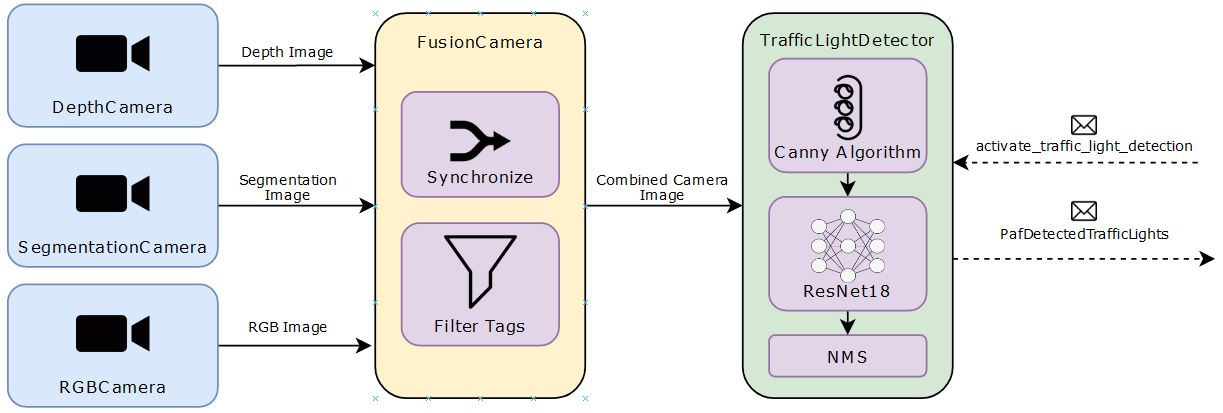 DepthCamera
SegmentationCamera
RGBCamera
Depth Image
Segmentation
Image
RGB Image
FusionCamera
Synchronize
Filter Tags
Combined Camera
Image
TrafficLightDetector
Canny Algorithm
ResNet18
NMS
activate_traffic_light_detection
PafDetectedTrafficLights